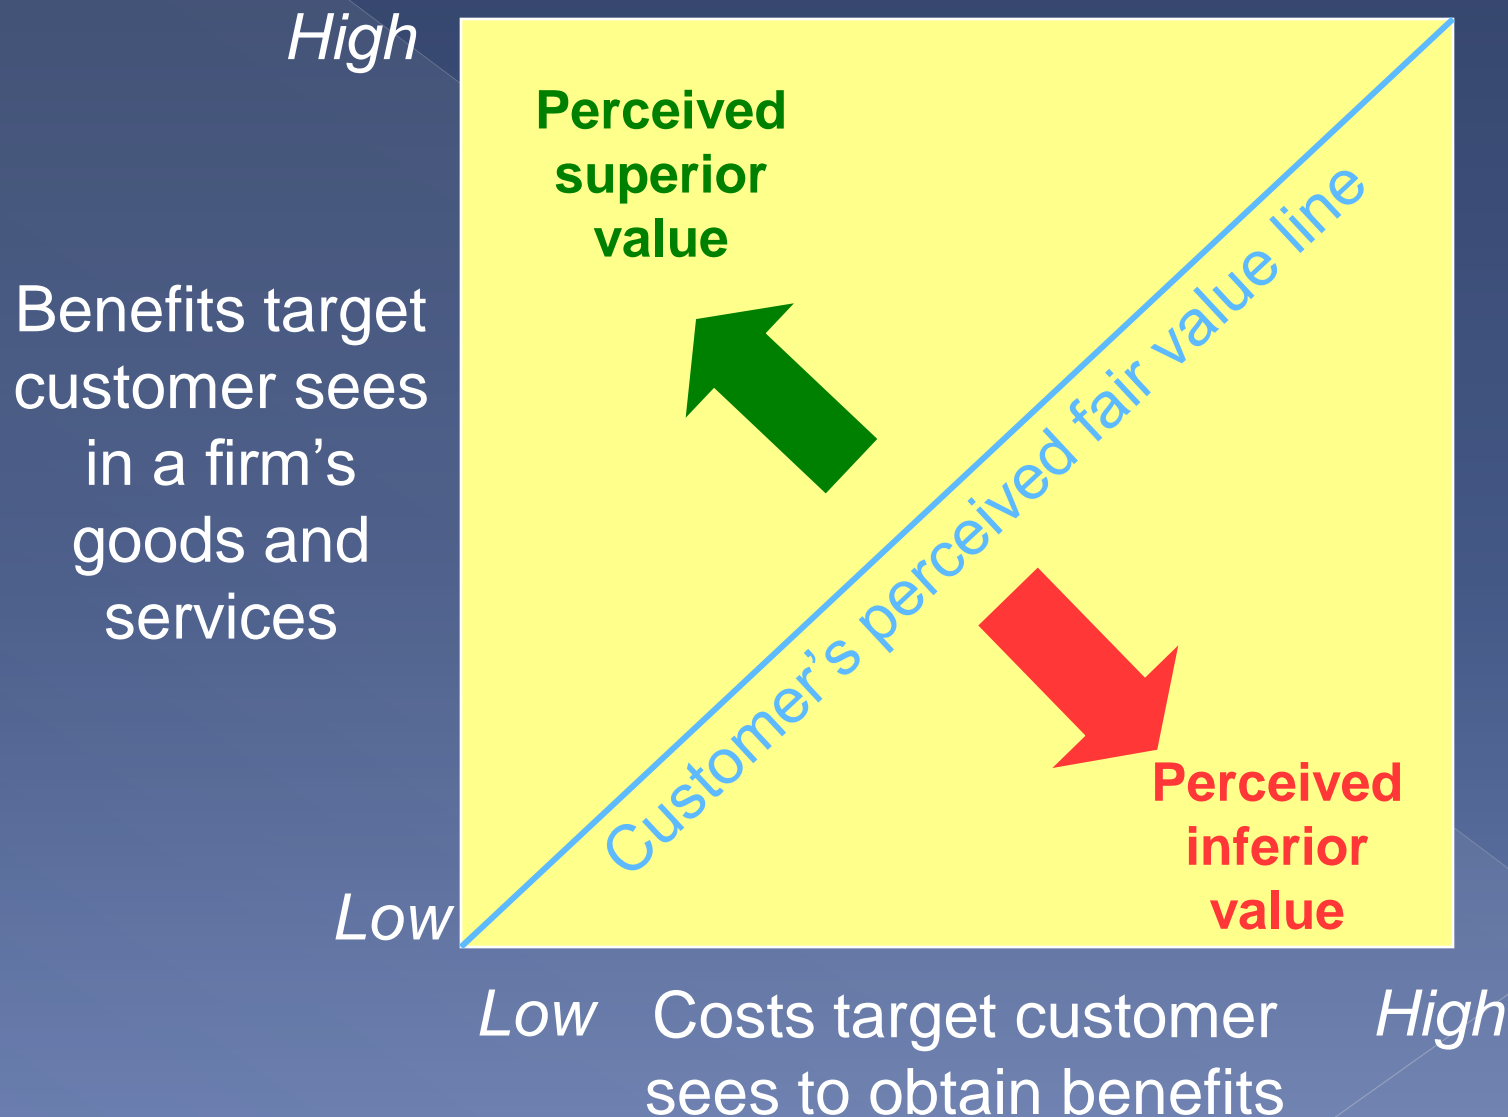 High
Perceived
superior
value
Benefits target
customer sees
in a firm’s
goods and
services
Customer’s perceived fair value line
Perceived
inferior
value
Low
Low
Costs target customer
sees to obtain benefits
High